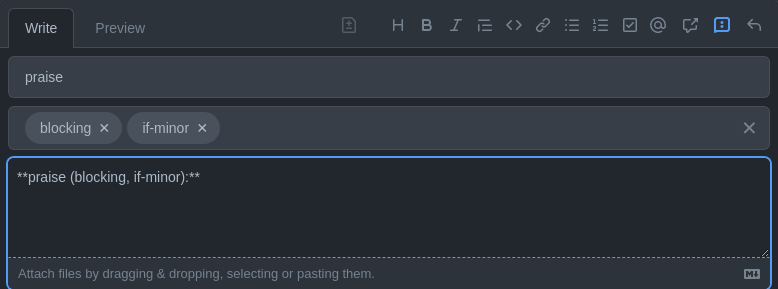 Write Preview
praise
blocking × if-minor ×
**praise (blocking, if-minor):**
Attach files by dragging & dropping, selecting or pasting them.